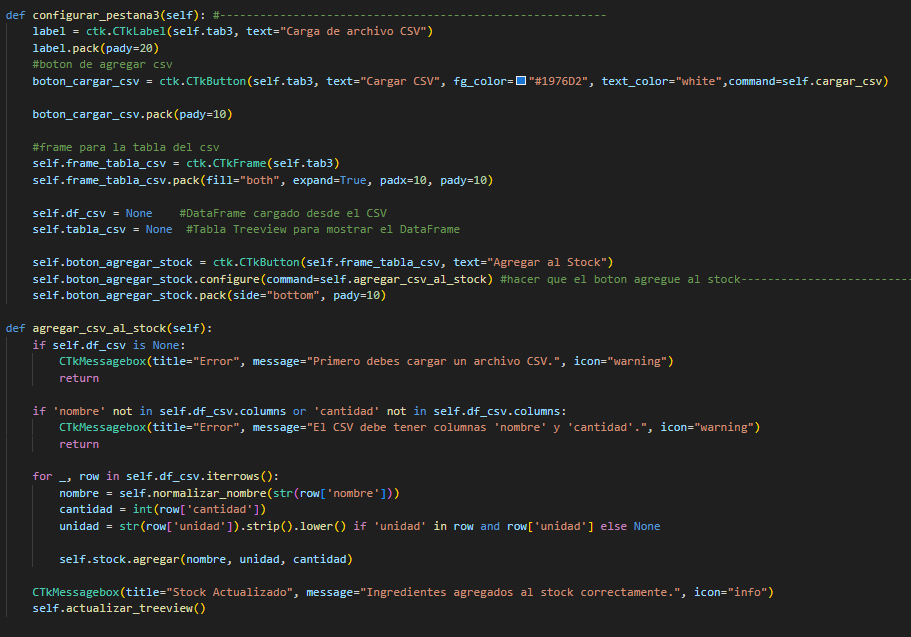 def configurar_pestana3(self): #----------------------------------------------------------
label = ctk.CTkLabel(self.tab3, text="Carga de archivo CSV")
label.pack(pady=20)
#boton de agregar csv
boton_cargar_csv = ctk.CTkButton(self.tab3, text="Cargar CSV", fg_color="#1976D2", text_color="white",command=self.cargar_csv)
boton_cargar_csv.pack(pady=10)
#frame para la tabla del csv
self.frame_tabla_csv = ctk.CTkFrame(self.tab3)
self.frame_tabla_csv.pack(fill="both", expand=True, padx=10, pady=10)
self.df_csv = None    #DataFrame cargado desde el CSV
self.tabla_csv = None  #Tabla Treeview para mostrar el DataFrame
self.boton_agregar_stock = ctk.CTkButton(self.frame_tabla_csv, text="Agregar al Stock")
self.boton_agregar_stock.configure(command=self.agregar_csv_al_stock) #hacer que el boton agregue al stock--------------------------
self.boton_agregar_stock.pack(side="bottom", pady=10)
def agregar_csv_al_stock(self):
if self.df_csv is None:
CTkMessagebox(title="Error", message="Primero debes cargar un archivo CSV.", icon="warning")
return
if 'nombre' not in self.df_csv.columns or 'cantidad' not in self.df_csv.columns:
CTkMessagebox(title="Error", message="El CSV debe tener columnas 'nombre' y 'cantidad'.", icon="warning")
return
for _, row in self.df_csv.iterrows():
nombre = self.normalizar_nombre(str(row['nombre']))
cantidad = int(row['cantidad'])
unidad = str(row['unidad']).strip().lower() if 'unidad' in row and row['unidad'] else None
self.stock.agregar(nombre, unidad, cantidad)
CTkMessagebox(title="Stock Actualizado", message="Ingredientes agregados al stock correctamente.", icon="info")
self.actualizar_treeview()